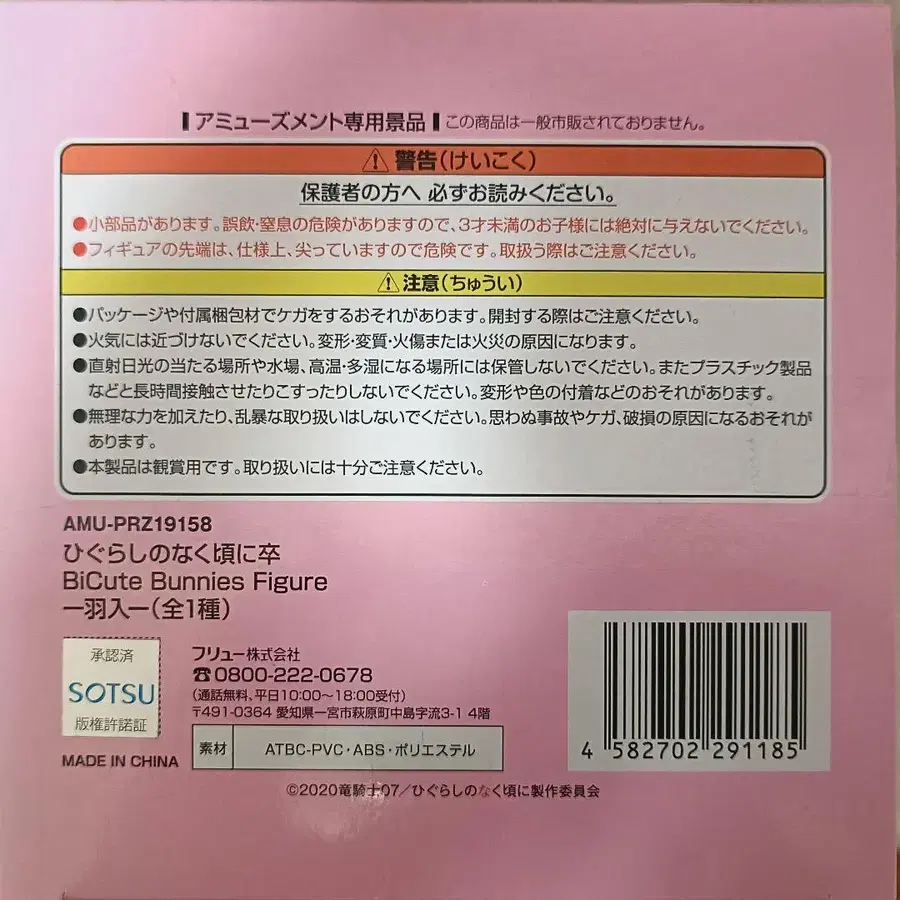 アミューズメント専用景品 この商品は一般市販されておりません。
⚠警告(けいこく)
保護者の方へ 必ずお読みください。
●小部品があります。誤飲・窒息の危険がありますので、3才未満のお子様には絶対に与えないでください。
●フィギュアの先端は、仕様上、尖っていますので危険です。取扱う際はご注意ください。
⚠注意(ちゅうい)
●パッケージや付属梱包材でケガをするおそれがあります。開封する際はご注意ください。
●火気には近づけないでください。変形・変質・火傷または火災の原因になります。
●直射日光の当たる場所や水場、高温・多湿になる場所には保管しないでください。またプラスチック製品
などと長時間接触させたりこすったりしないでください。変形や色の付着などのおそれがあります。
●無理な力を加えたり、乱暴な取り扱いはしないでください。思わぬ事故やケガ、破損の原因になるおそれが
あります。
●本製品は観賞用です。取り扱いには十分ご注意ください。
AMU-PRZ19158
ひぐらしのなく頃に卒
BiCute Bunnies Figure
ー羽入ー(全1種)
承認済
SOTSU
版権許諾証
フリュー株式会社
☎0800-222-0678
(通話無料、平日10:00〜18:00受付)
〒491-0364 愛知県一宮市萩原町中島字流3-1 4階
MADE IN CHINA
素材 ATBC-PVC・ABS・ポリエステル
4 582702 291185
©2020竜騎士07/ひぐらしのなく頃に製作委員会